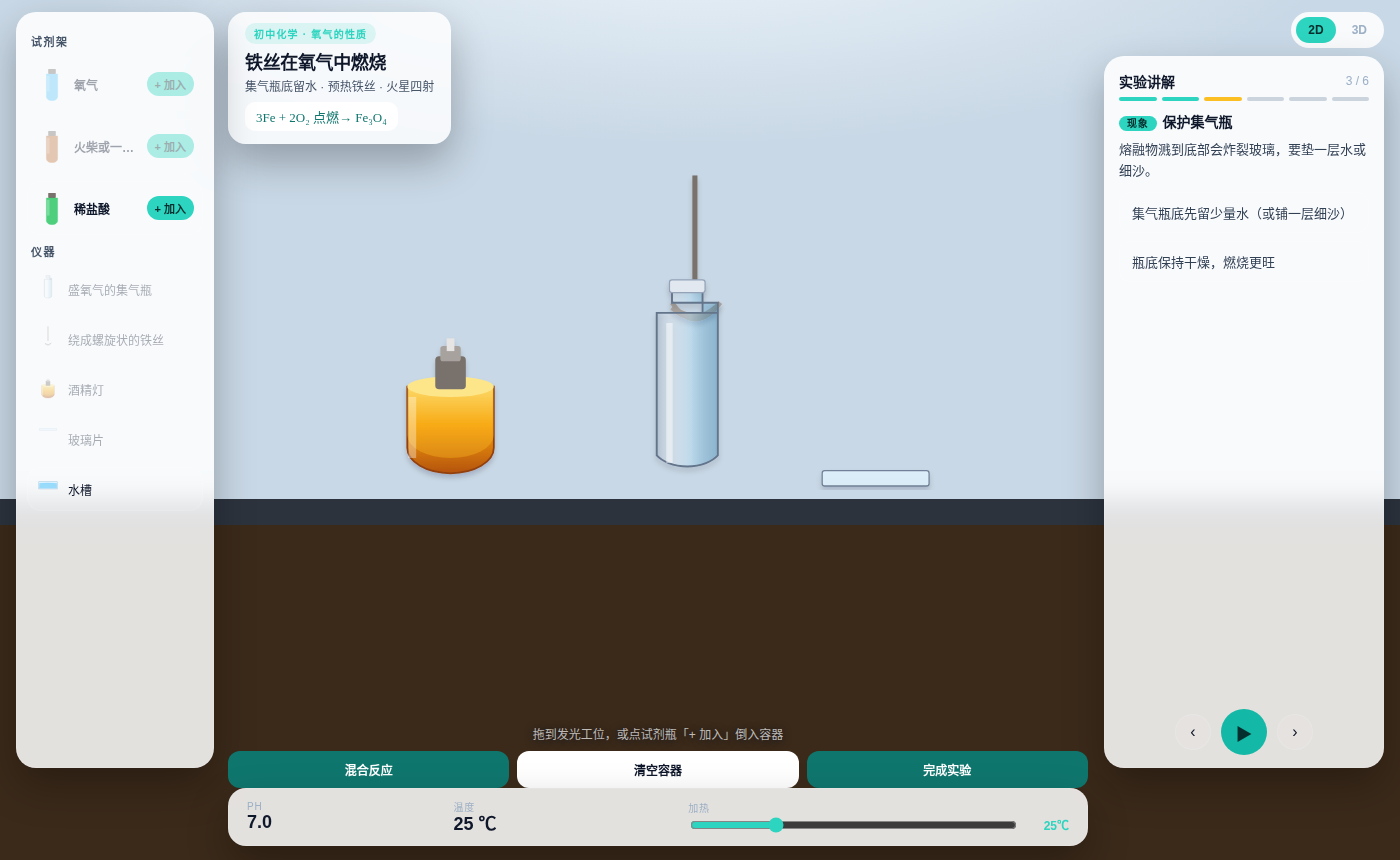 试剂架
氧气
+ 加入
火柴或一…
+ 加入
稀盐酸
+ 加入
仪器
盛氧气的集气瓶
绕成螺旋状的铁丝
酒精灯
玻璃片
水槽
初中化学 · 氧气的性质
铁丝在氧气中燃烧
集气瓶底留水 · 预热铁丝 · 火星四射
3Fe + 2O₂ 点燃→ Fe₃O₄
2D
3D
实验讲解
3 / 6
现象 保护集气瓶
熔融物溅到底部会炸裂玻璃，要垫一层水或
细沙。
集气瓶底先留少量水（或铺一层细沙）
瓶底保持干燥，燃烧更旺
‹
›
拖到发光工位，或点试剂瓶「+ 加入」倒入容器
混合反应
清空容器
完成实验
PH
7.0
温度
25 ℃
加热
25℃